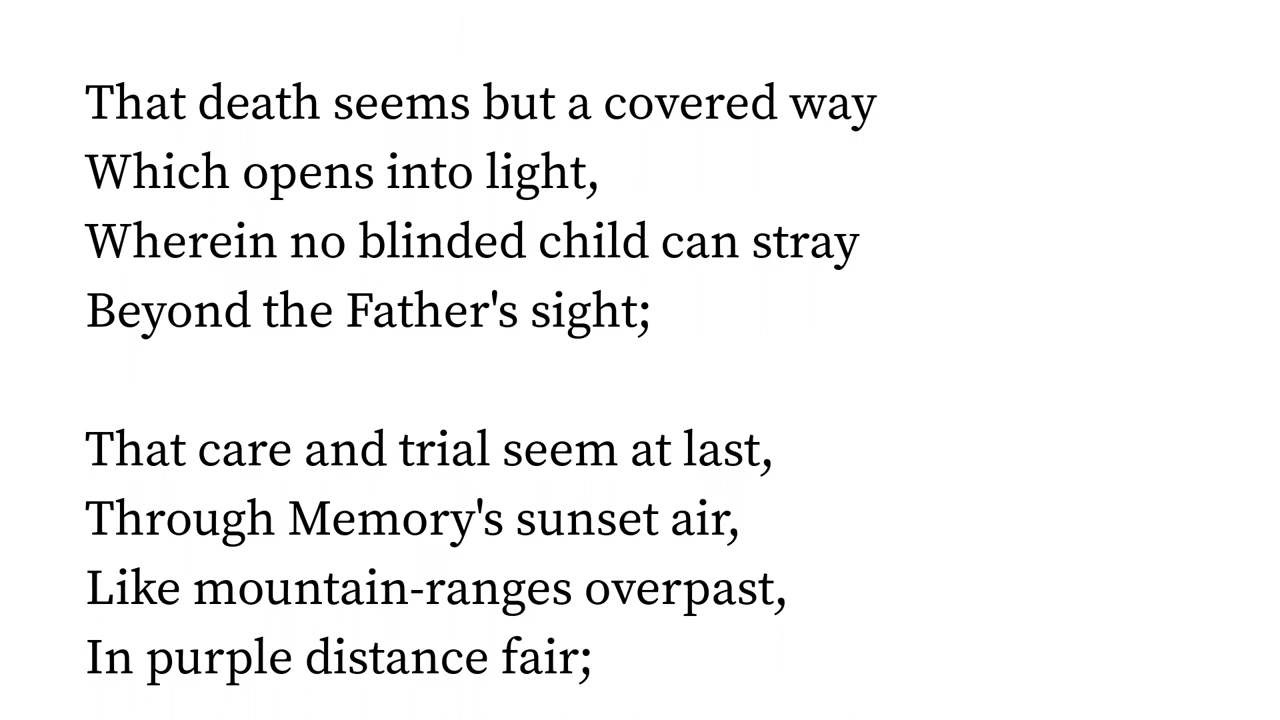 That death seems but a covered way
Which opens into light,
Wherein no blinded child can stray
Beyond the Father's sight;

That care and trial seem at last,
Through Memory's sunset air,
Like mountain-ranges overpast,
In purple distance fair;